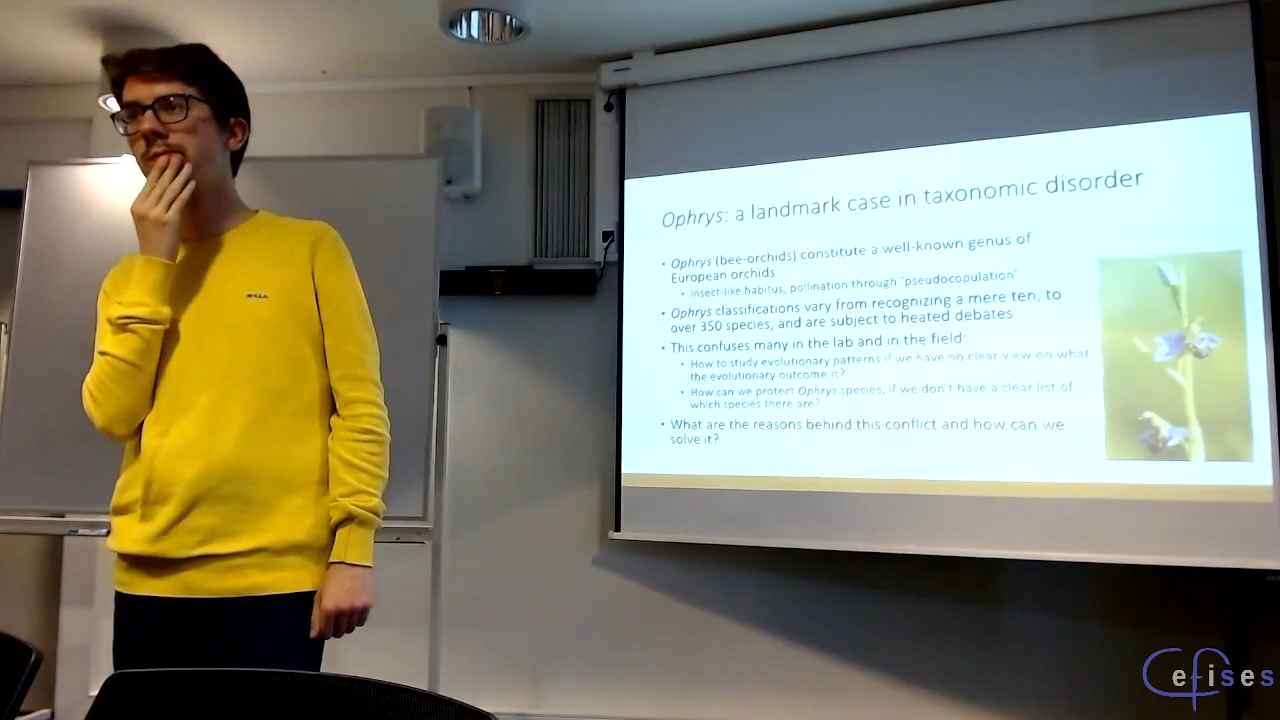 Ophrys: a landmark case in taxonomic disorder
• Ophrys (bee-orchids) constitute a well-known genus of
European orchids
• Insect-like habitus, pollination through 'pseudocopulation'
• Ophrys classifications vary from recognizing a mere ten, to
over 350 species, and are subject to heated debates
• This confuses many in the lab and in the field:
• How to study evolutionary patterns if we have no clear view on what
the evolutionary outcome is?
• How can we protect Ophrys species, if we don't have a clear list of
which species there are?
• What are the reasons behind this conflict and how can we
solve it?
Cefises